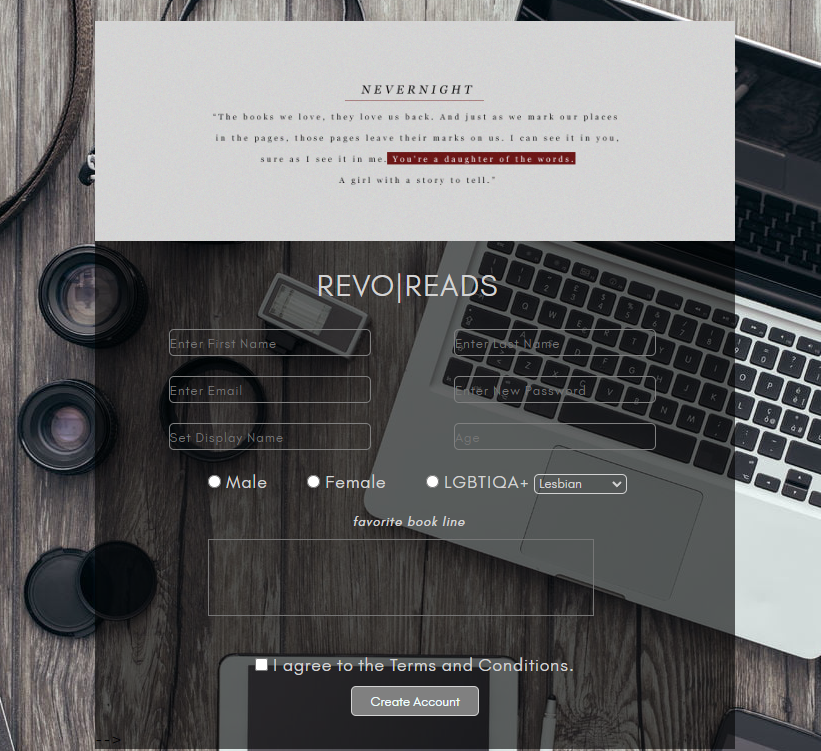 NEVERNIGHT
"The books we love, they love us back. And just as we mark our places
in the pages, those pages leave their marks on us. I can see it in you,
sure as I see it in me. You're a daughter of the words.
A girl with a story to tell."
REVO|READS
Enter First Name
Enter Last Name
Enter Email
Enter New Password
Set Display Name
Age
Male
Female
LGBTIQA+
Lesbian
favorite book line
I agree to the Terms and Conditions.
Create Account
-->